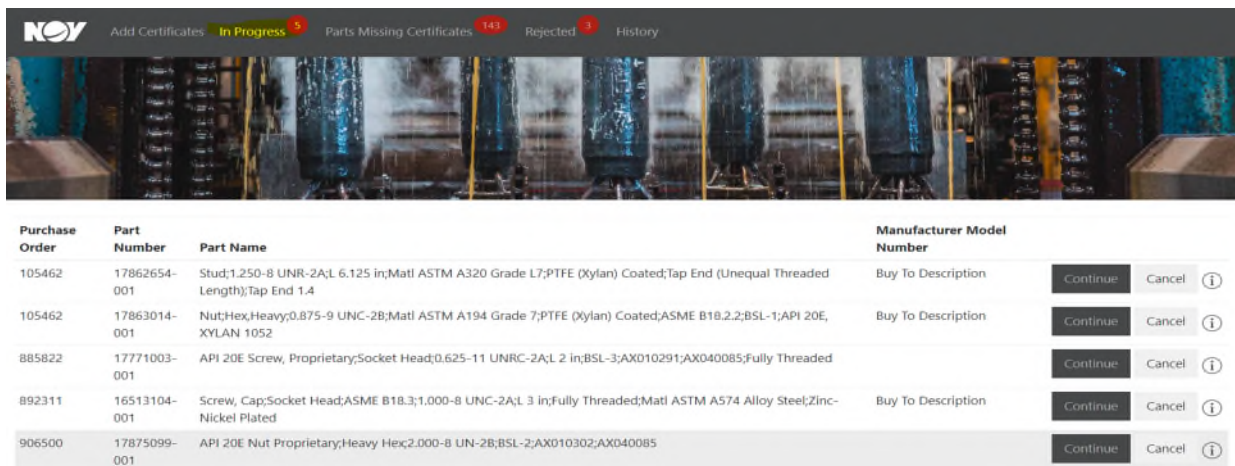 NOV Add Certificates In Progress 5 Parts Missing Certificates 143 Rejected 3 History
Purchase Order Part Number Part Name Manufacturer Model Number
105462 17862654-001 Stud;1.250-8 UNR-2A;L 6.125 in;Matl ASTM A320 Grade L7;PTFE (Xylan) Coated;Tap End (Unequal Threaded
Length);Tap End 1.4 Buy To Description Continue Cancel
105462 17863014-001 Nut;Hex,Heavy;0.875-9 UNC-2B;Matl ASTM A194 Grade 7;PTFE (Xylan) Coated;ASME B18.2.2;BSL-1;API 20E,
XYLAN 1052 Buy To Description Continue Cancel
885822 17771003-001 API 20E Screw, Proprietary;Socket Head;0.625-11 UNRC-2A;L 2 in;BSL-3;AX010291;AX040085;Fully Threaded Continue Cancel
892311 16513104-001 Screw, Cap;Socket Head;ASME B18.3;1.000-8 UNC-2A;L 3 in;Fully Threaded;Matl ASTM A574 Alloy Steel;Zinc-
Nickel Plated Buy To Description Continue Cancel
906500 17875099-001 API 20E Nut Proprietary;Heavy Hex;2.000-8 UN-2B;BSL-2;AX010302;AX040085 Continue Cancel